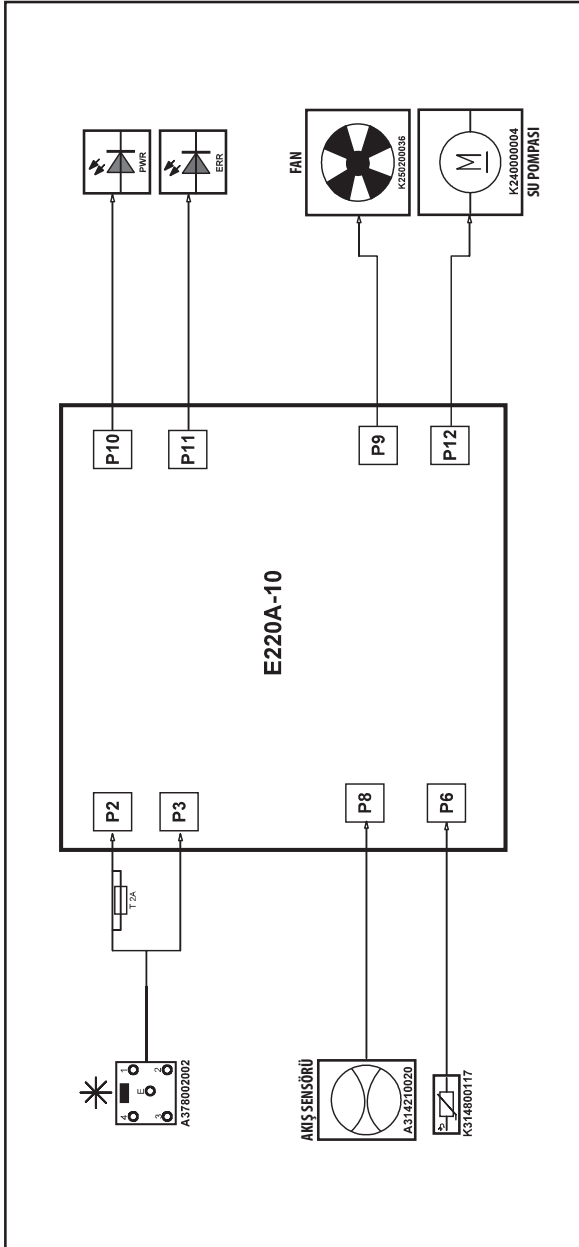 PWR
ERR
FAN
K250200036
K240000004
SU POMPASI
M
P10
P11
P9
P12
E220A-10
P2
P3
P8
P6
T 2A
4
1
E
3
2
A378002002
AKIŞ SENSÖRÜ
A314210020
K314800117